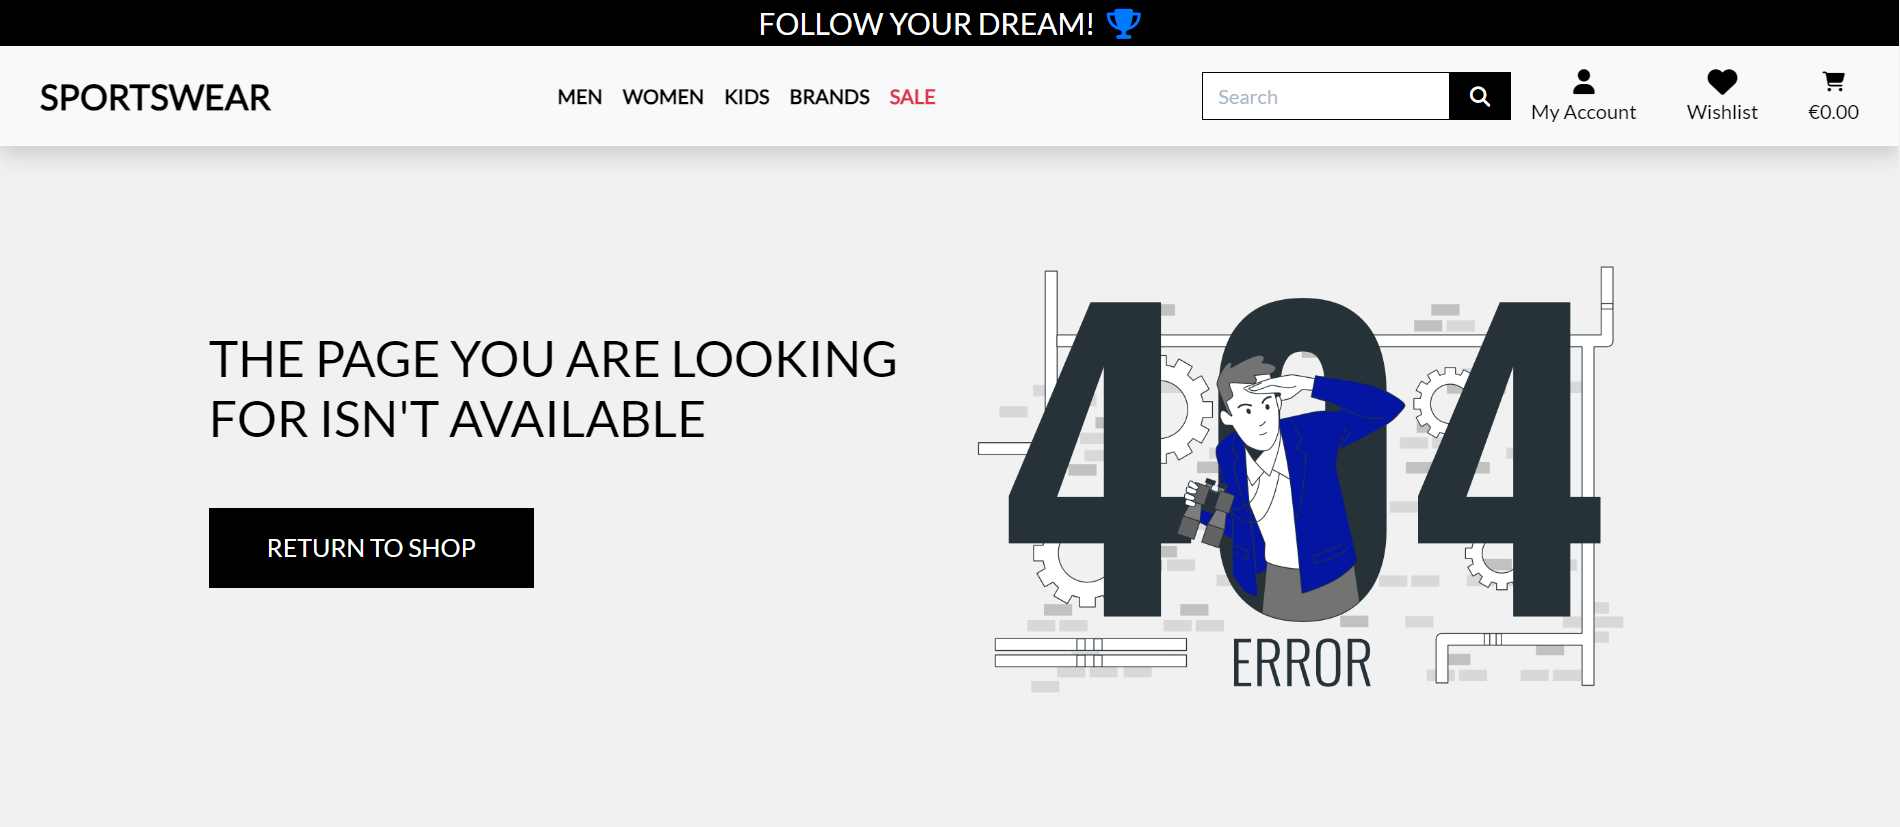 FOLLOW YOUR DREAM!
SPORTSWEAR
MEN WOMEN KIDS BRANDS SALE
Search
My Account
Wishlist
€0.00
THE PAGE YOU ARE LOOKING
FOR ISN'T AVAILABLE
RETURN TO SHOP
404
ERROR